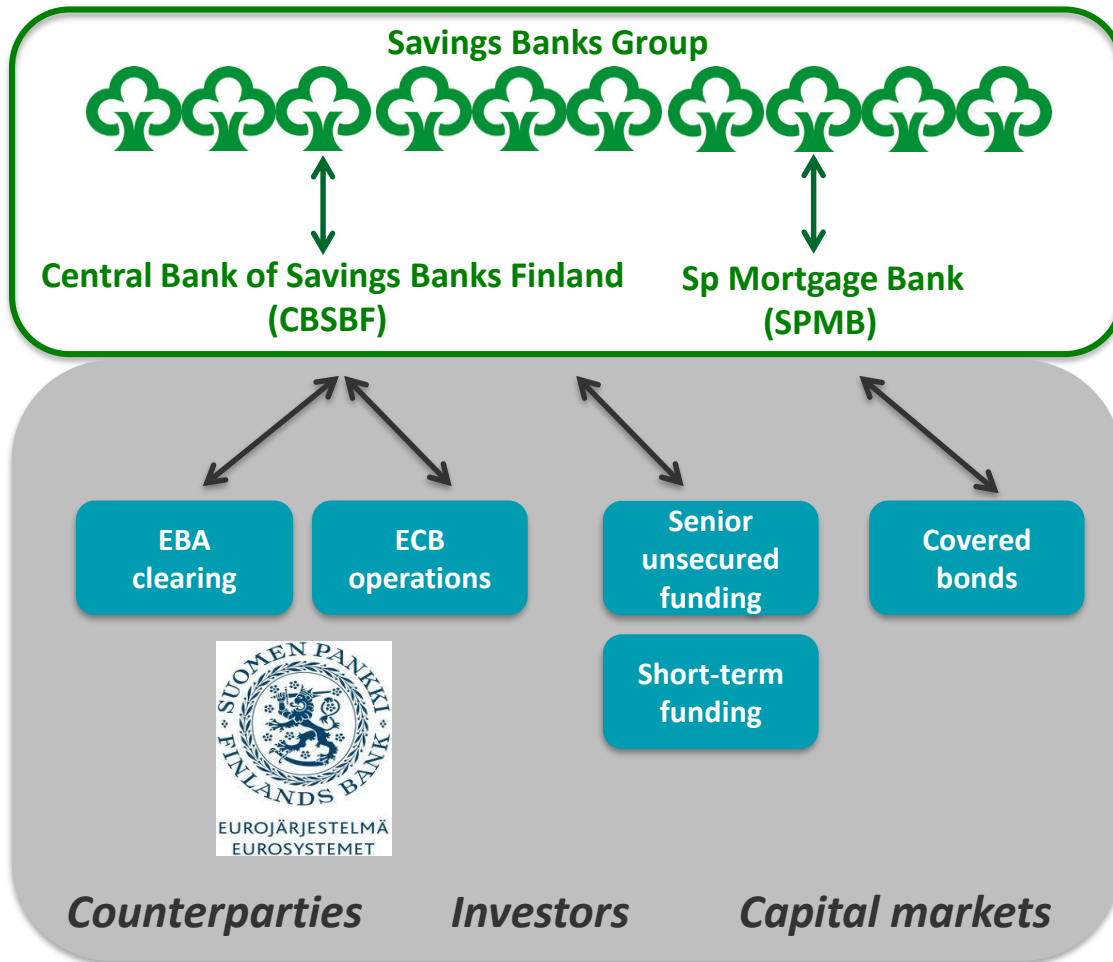 Savings Banks Group
Central Bank of Savings Banks Finland
(CBSBF)
Sp Mortgage Bank
(SPMB)
EBA
clearing
ECB
operations
Senior
unsecured
funding
Covered
bonds
Short-term
funding
SUOMEN PANKKI
FINLANDS BANK
EUROJÄRJESTELMÄ
EUROSYSTEMET
Counterparties
Investors
Capital markets